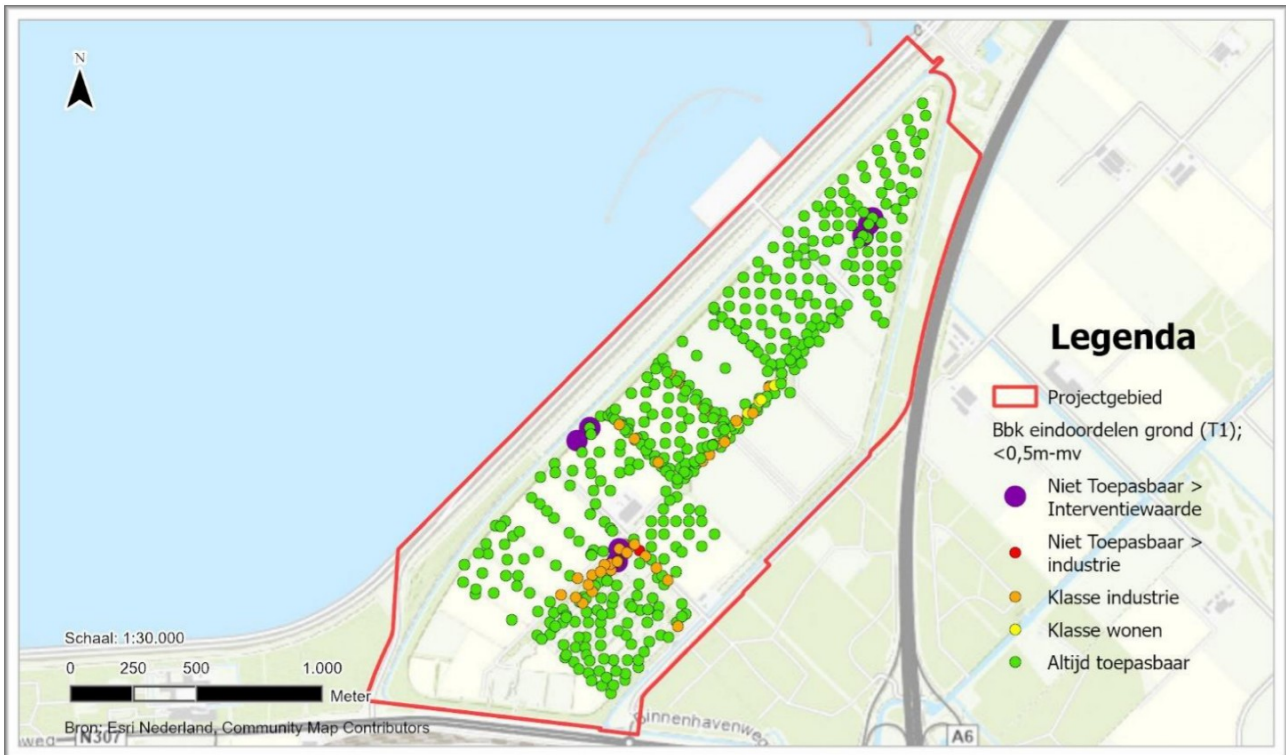 N
Legenda
Projectgebied
Bbk eindoordelen grond (T1);
<0,5m-mv
Niet Toepasbaar >
Interventiewaarde
Niet Toepasbaar >
industrie
Klasse industrie
Klasse wonen
Altijd toepasbaar
Schaal: 1:30.000
0 250 500 1.000
Meter
Bron: Esri Nederland, Community Map Contributors
weg N307
Binnenhavenweg
A6